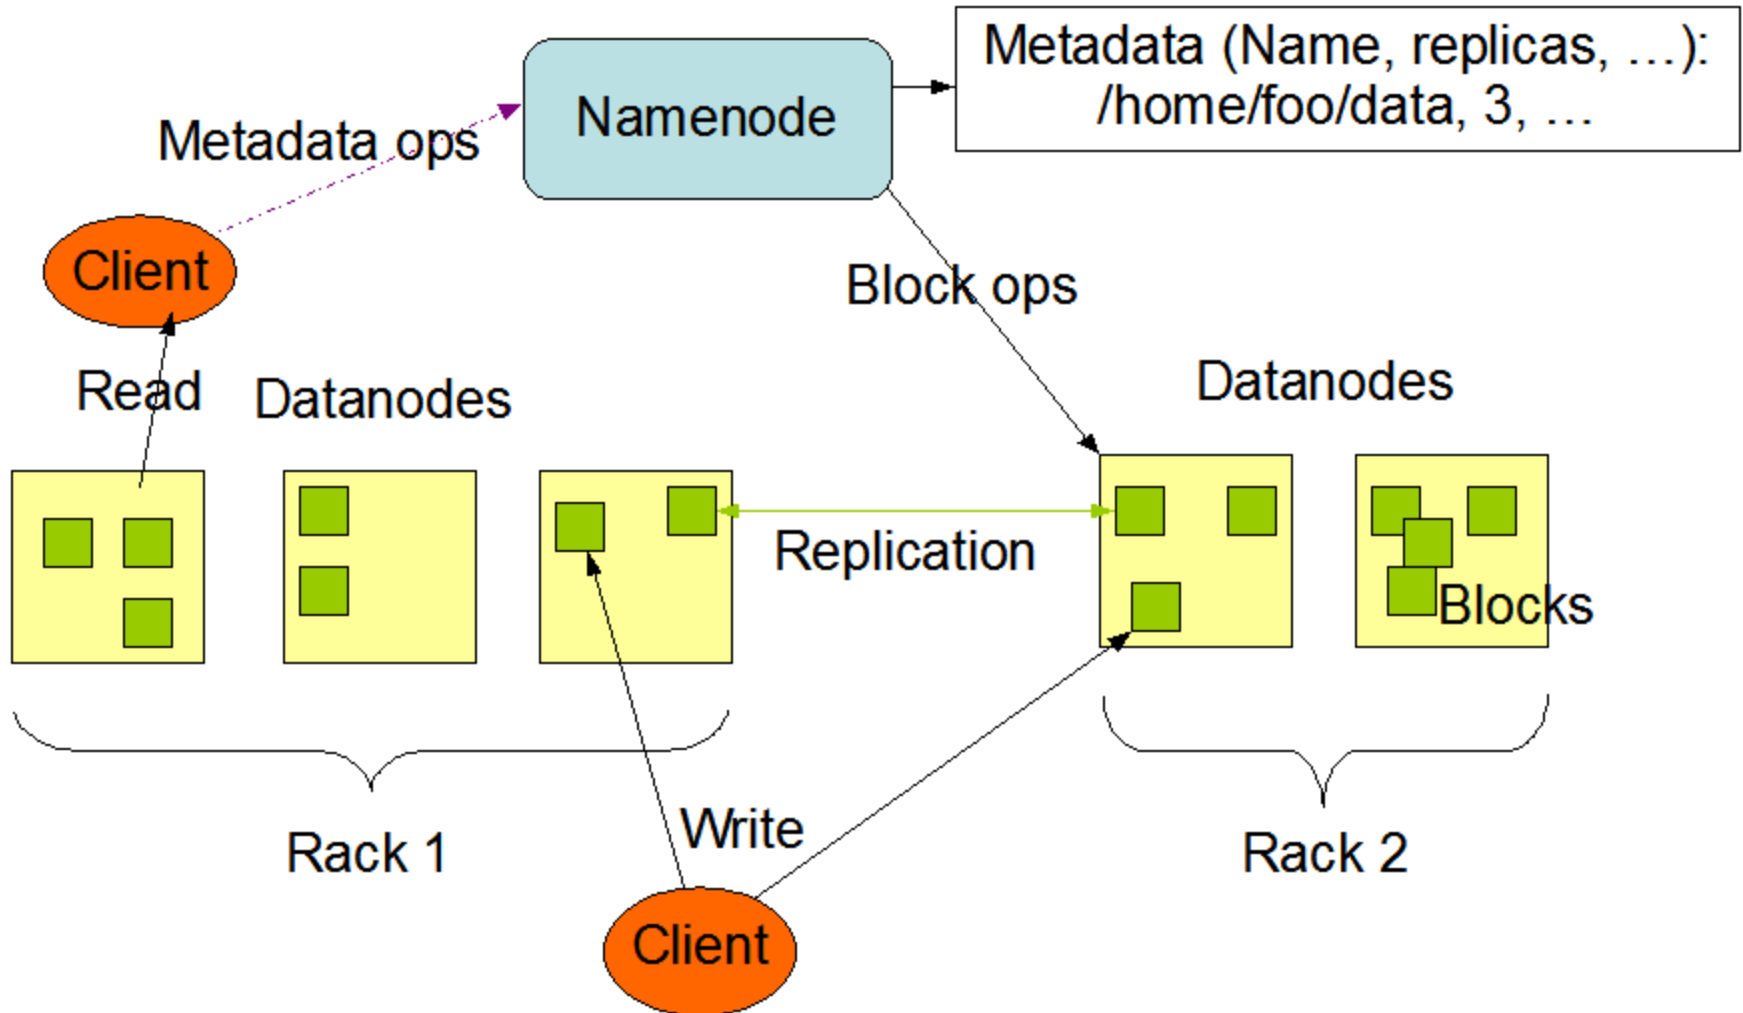 Metadata (Name, replicas, …):
/home/foo/data, 3, …
Namenode
Metadata ops
Client
Block ops
Read
Datanodes
Datanodes
Replication
Blocks
Rack 1
Write
Rack 2
Client